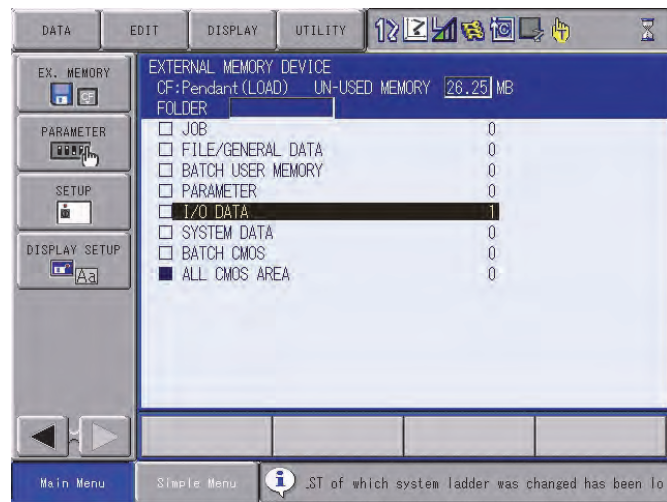 DATA EDIT DISPLAY UTILITY
EX. MEMORY
CF
PARAMETER
SETUP
DISPLAY SETUP
Aa
EXTERNAL MEMORY DEVICE
CF:Pendant(LOAD) UN-USED MEMORY 26.25 MB
FOLDER
JOB 0
FILE/GENERAL DATA 0
BATCH USER MEMORY 0
PARAMETER 0
I/O DATA 1
SYSTEM DATA 0
BATCH CMOS 0
ALL CMOS AREA 0
Main Menu Simple Menu .ST of which system ladder was changed has been lo